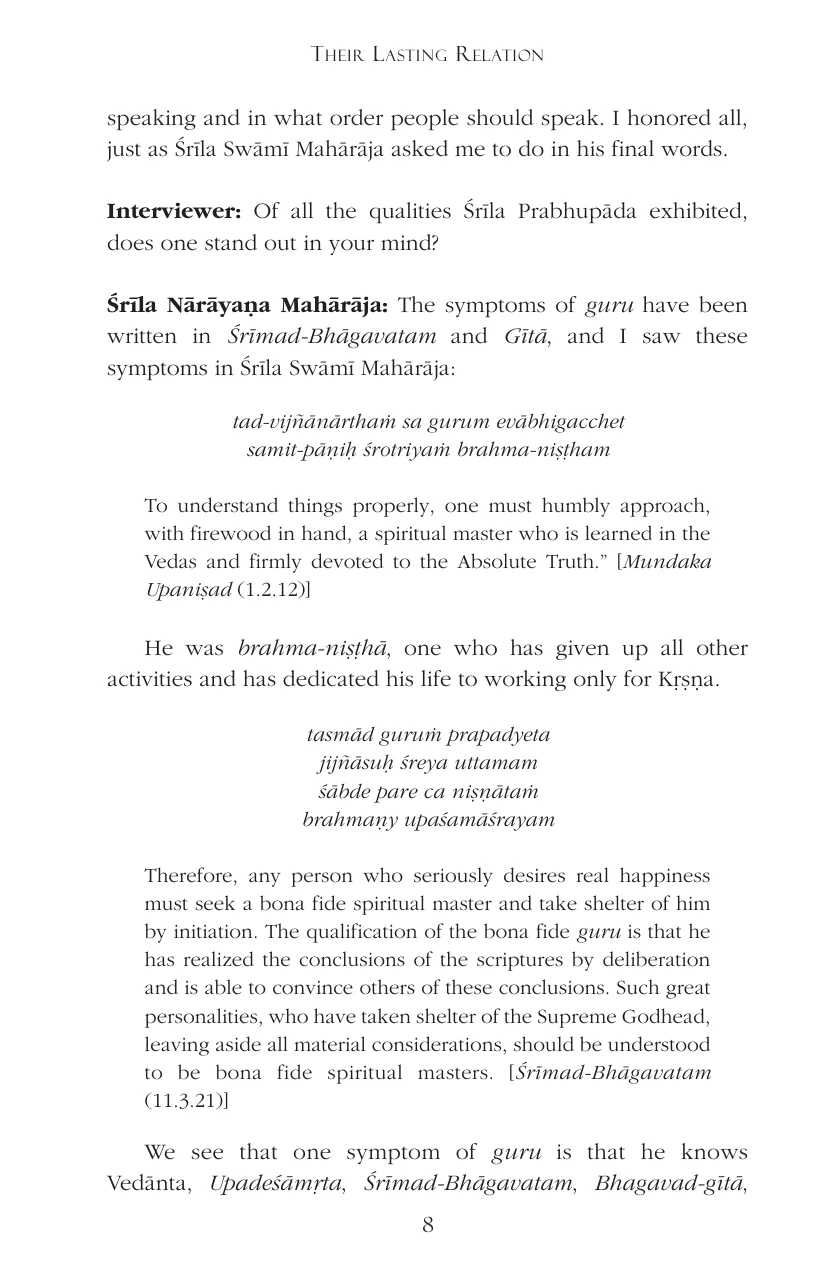 Their Lasting Relation
speaking and in what order people should speak. I honored all,
just as Śrīla Swāmī Mahārāja asked me to do in his final words.
Interviewer: Of all the qualities Śrīla Prabhupāda exhibited,
does one stand out in your mind?
Śrīla Nārāyaṇa Mahārāja: The symptoms of guru have been
written in Śrīmad-Bhāgavatam and Gītā, and I saw these
symptoms in Śrīla Swāmī Mahārāja:
tad-vijñānārthaṁ sa gurum evābhigacchet
samit-pāṇiḥ śrotriyaṁ brahma-niṣṭham
To understand things properly, one must humbly approach,
with firewood in hand, a spiritual master who is learned in the
Vedas and firmly devoted to the Absolute Truth.” [Mundaka
Upaniṣad (1.2.12)]
He was brahma-niṣṭhā, one who has given up all other
activities and has dedicated his life to working only for Kṛṣṇa.
tasmād guruṁ prapadyeta
jijñāsuḥ śreya uttamam
śābde pare ca niṣṇātaṁ
brahmaṇy upaśamāśrayam
Therefore, any person who seriously desires real happiness
must seek a bona fide spiritual master and take shelter of him
by initiation. The qualification of the bona fide guru is that he
has realized the conclusions of the scriptures by deliberation
and is able to convince others of these conclusions. Such great
personalities, who have taken shelter of the Supreme Godhead,
leaving aside all material considerations, should be understood
to be bona fide spiritual masters. [Śrīmad-Bhāgavatam
(11.3.21)]
We see that one symptom of guru is that he knows
Vedānta, Upadeśāmṛta, Śrīmad-Bhāgavatam, Bhagavad-gītā,
8